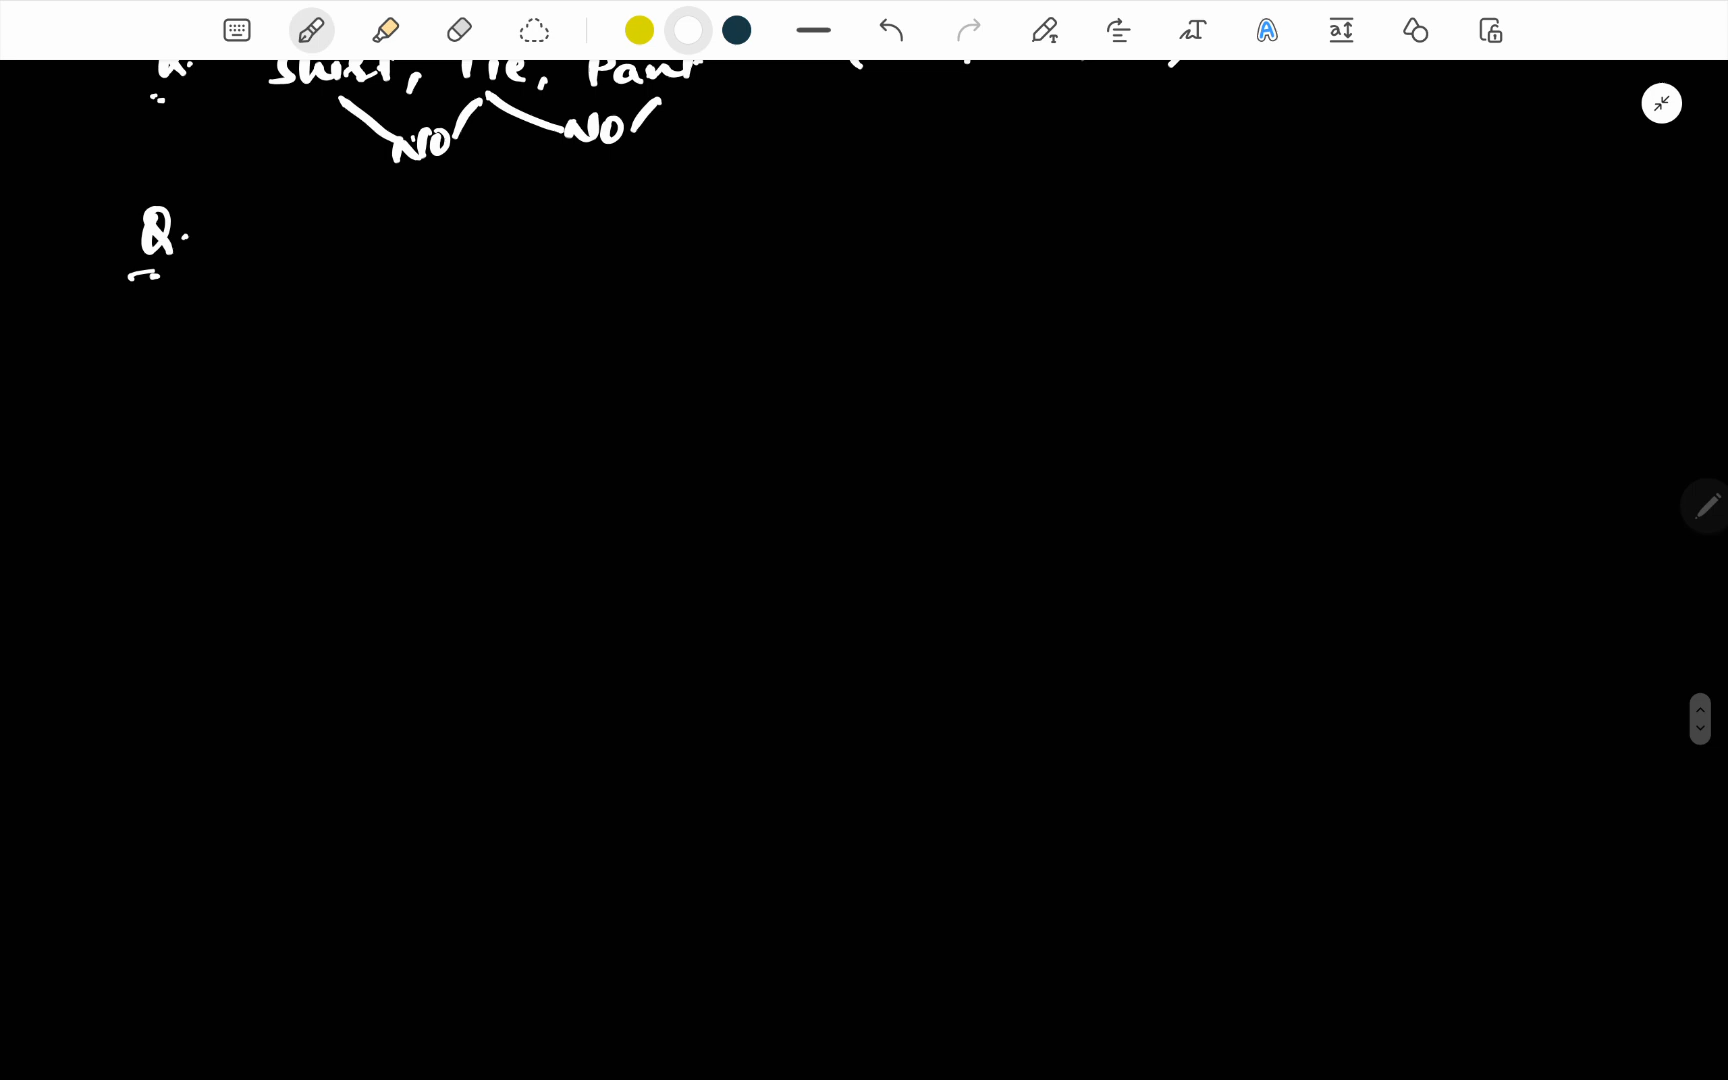 Q. Shirt, Tie, Pant
NO NO
Q.